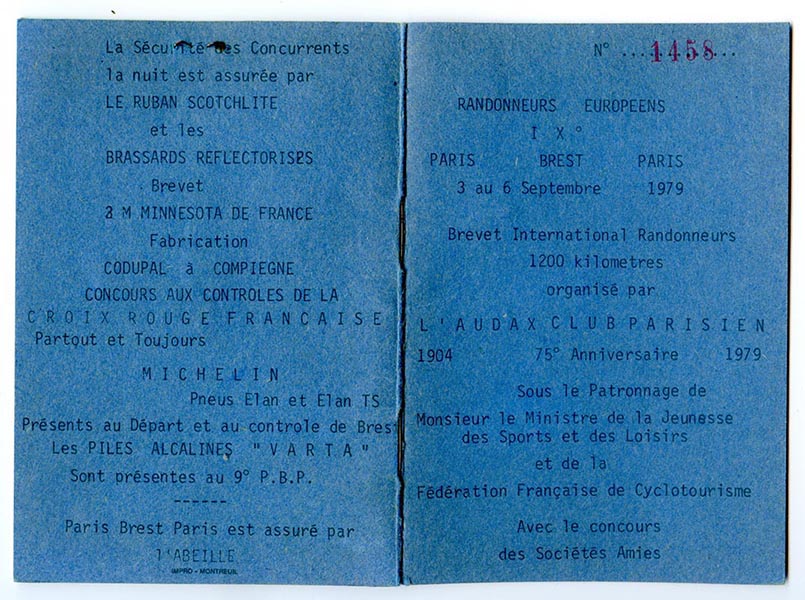 La Sécurité des Concurrents
la nuit est assurée par
LE RUBAN SCOTCHLITE
et les
BRASSARDS REFLECTORISES
Brevet
3 M MINNESOTA DE FRANCE
Fabrication
CODUPAL à COMPIEGNE
CONCOURS AUX CONTROLES DE LA
CROIX ROUGE FRANCAISE
Partout et Toujours
MICHELIN
Pneus Elan et Elan TS
Présents au Départ et au controle de Brest
Les PILES ALCALINES "VARTA"
Sont présentes au 9° P.B.P.
------
Paris Brest Paris est assuré par
l'ABEILLE
IMPRO - MONTREUIL
N° ...1458...
RANDONNEURS EUROPEENS
I X°
PARIS BREST PARIS
3 au 6 Septembre 1979
Brevet International Randonneurs
1200 kilometres
organisé par
L'AUDAX CLUB PARISIEN
1904 75° Anniversaire 1979
Sous le Patronnage de
Monsieur le Ministre de la Jeunesse
des Sports et des Loisirs
et de la
Fédération Française de Cyclotourisme
Avec le concours
des Sociétés Amies